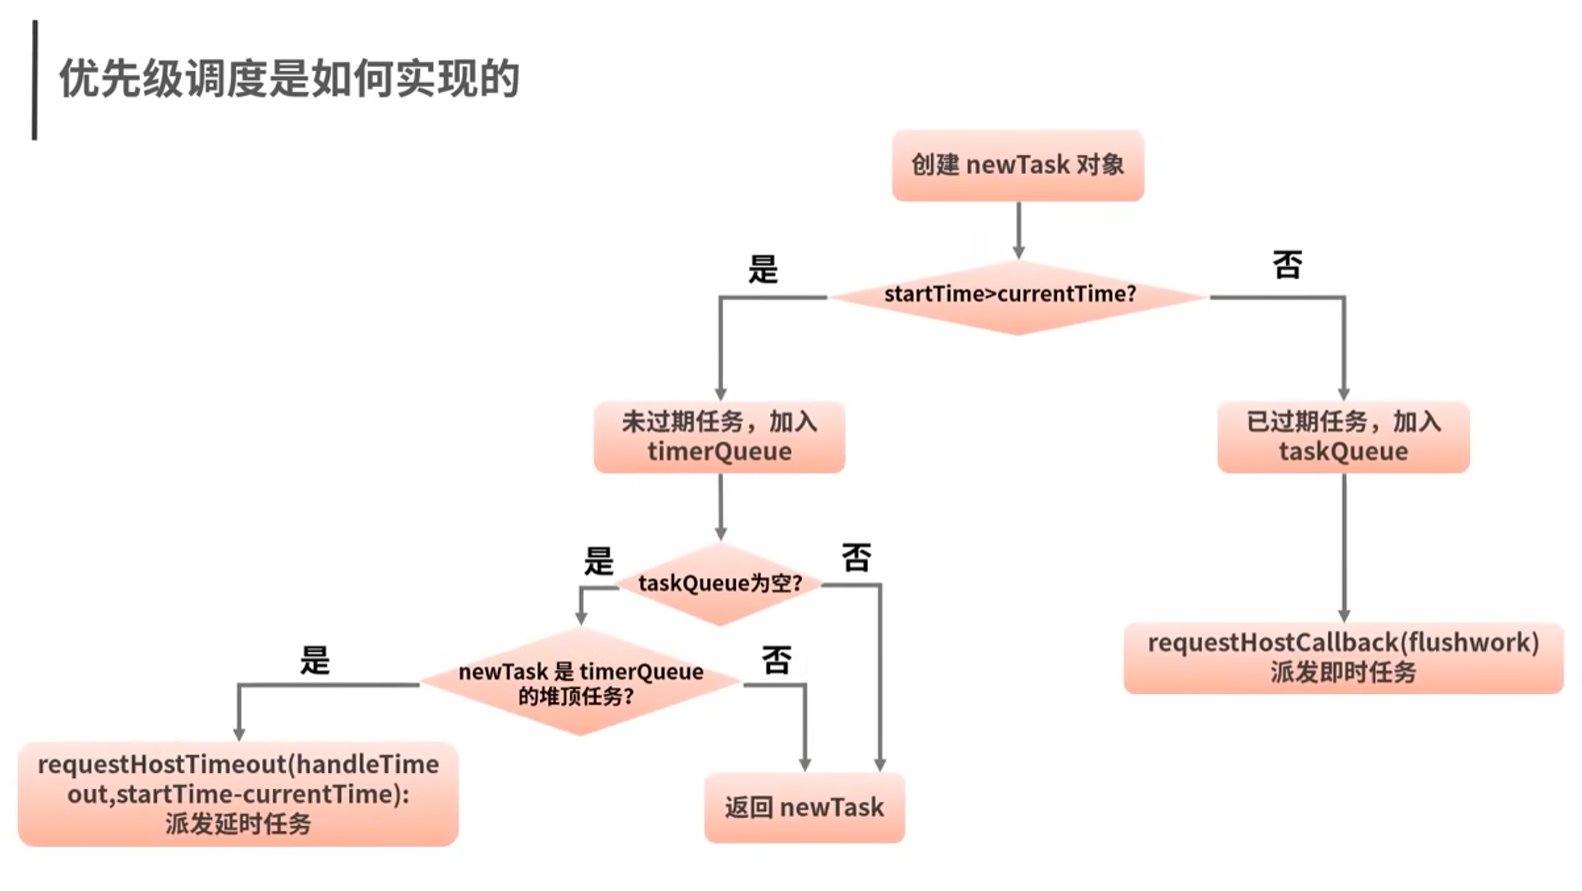 优先级调度是如何实现的
创建 newTask 对象
是
startTime>currentTime?
否
未过期任务，加入
timerQueue
已过期任务，加入
taskQueue
是
taskQueue为空?
否
是
newTask 是 timerQueue
的堆顶任务?
否
requestHostCallback(flushwork)
派发即时任务
requestHostTimeout(handleTime
out,startTime-currentTime):
派发延时任务
返回 newTask